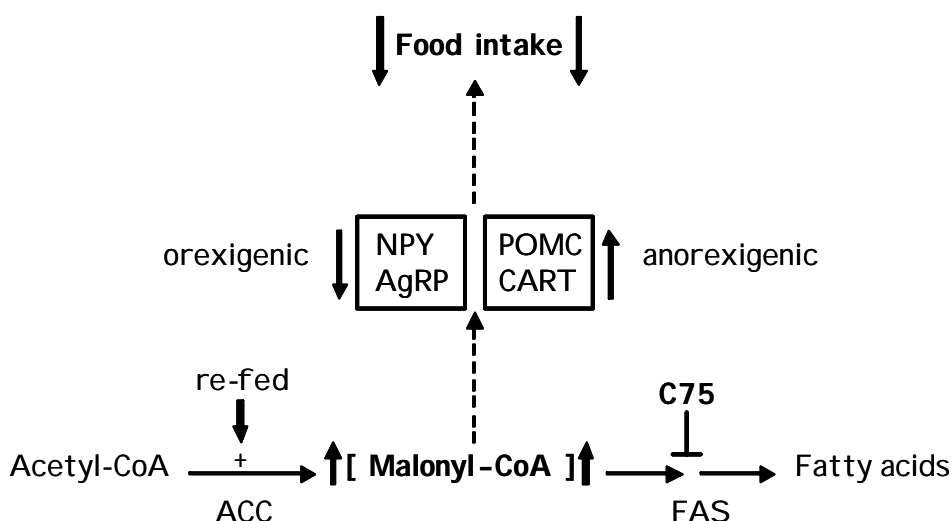 Food intake
orexigenic
NPY
AgRP
POMC
CART
anorexigenic
re-fed
C75
Acetyl-CoA
+
[ Malonyl-CoA ]
Fatty acids
ACC
FAS